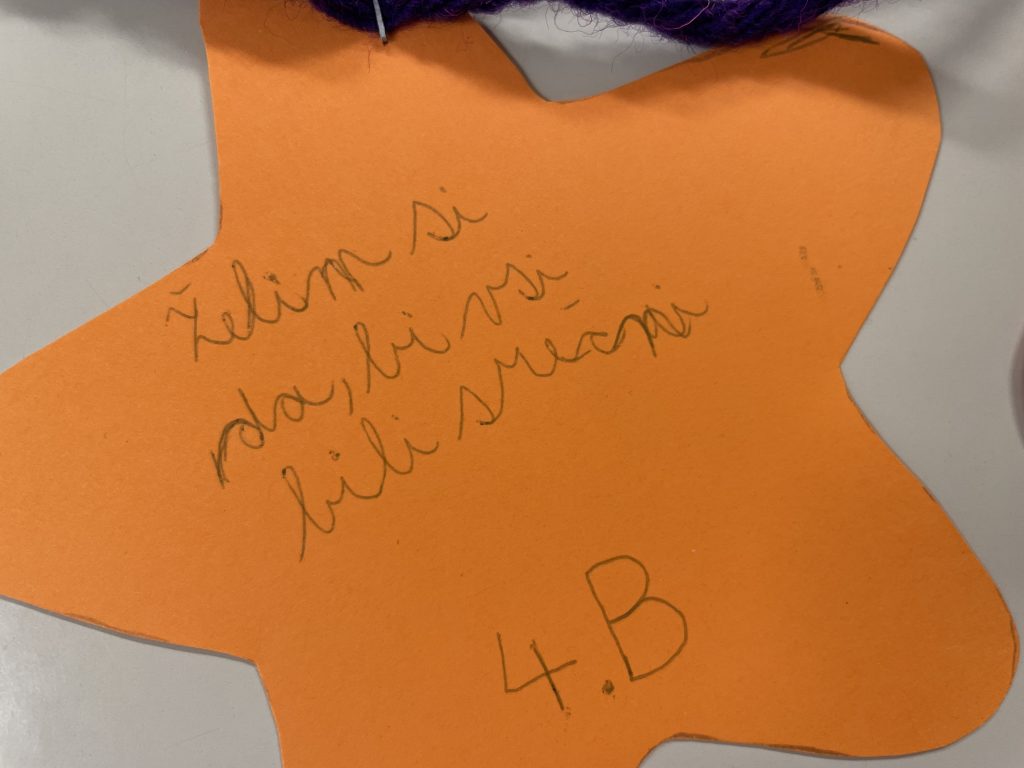 Želim si
da, bi vsi
bili srečni
4.B